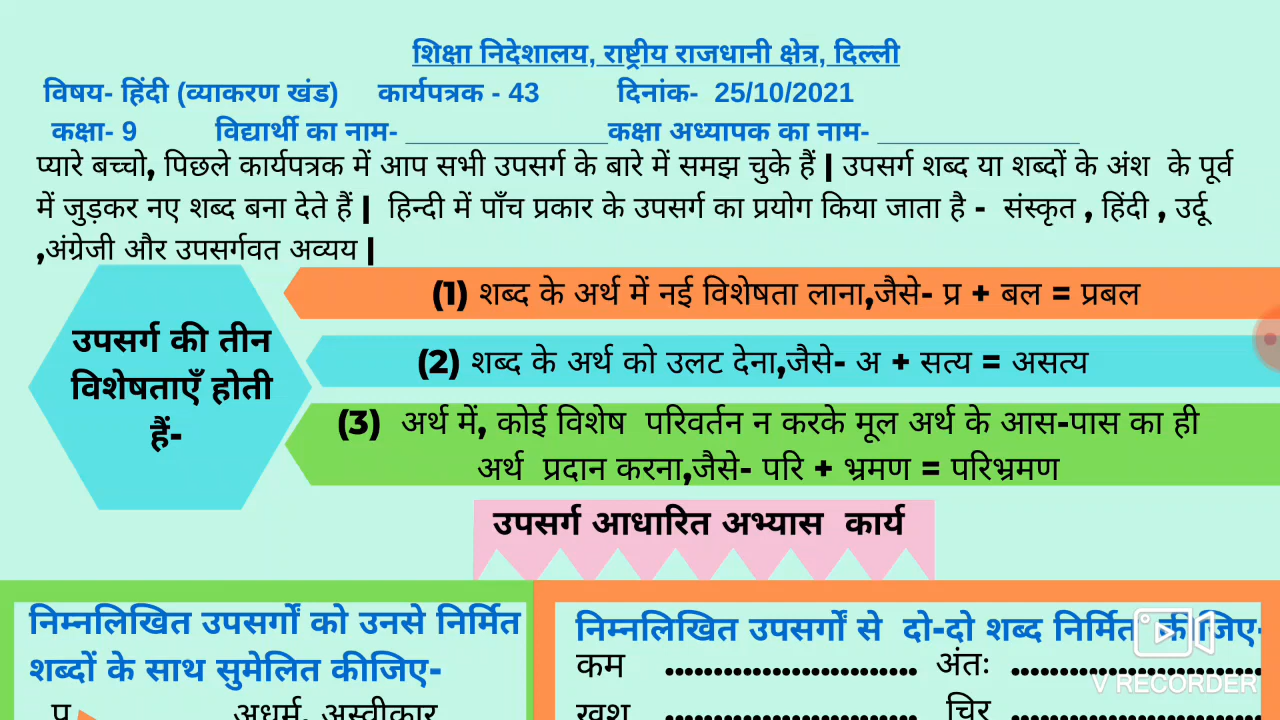 शिक्षा निदेशालय, राष्ट्रीय राजधानी क्षेत्र, दिल्ली
विषय- हिंदी (व्याकरण खंड) कार्यपत्रक - 43 दिनांक- 25/10/2021
कक्षा- 9 विद्यार्थी का नाम- _____________कक्षा अध्यापक का नाम- _____________
प्यारे बच्चो, पिछले कार्यपत्रक में आप सभी उपसर्ग के बारे में समझ चुके हैं | उपसर्ग शब्द या शब्दों के अंश के पूर्व
में जुड़कर नए शब्द बना देते हैं | हिन्दी में पाँच प्रकार के उपसर्ग का प्रयोग किया जाता है - संस्कृत , हिंदी , उर्दू
,अंग्रेजी और उपसर्गवत अव्यय |
उपसर्ग की तीन
विशेषताएँ होती
हैं-
(1) शब्द के अर्थ में नई विशेषता लाना,जैसे- प्र + बल = प्रबल
(2) शब्द के अर्थ को उलट देना,जैसे- अ + सत्य = असत्य
(3) अर्थ में, कोई विशेष परिवर्तन न करके मूल अर्थ के आस-पास का ही
अर्थ प्रदान करना,जैसे- परि + भ्रमण = परिभ्रमण
उपसर्ग आधारित अभ्यास कार्य
निम्नलिखित उपसर्गों को उनसे निर्मित
शब्दों के साथ सुमेलित कीजिए-
अधर्म, अस्वीकार
निम्नलिखित उपसर्गों से दो-दो शब्द निर्मित कीजिए-
कम .......................... अंतः ..........................
खुश .......................... चिर ..........................
V RECORDER